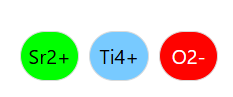 Sr2+ Ti4+ O2-